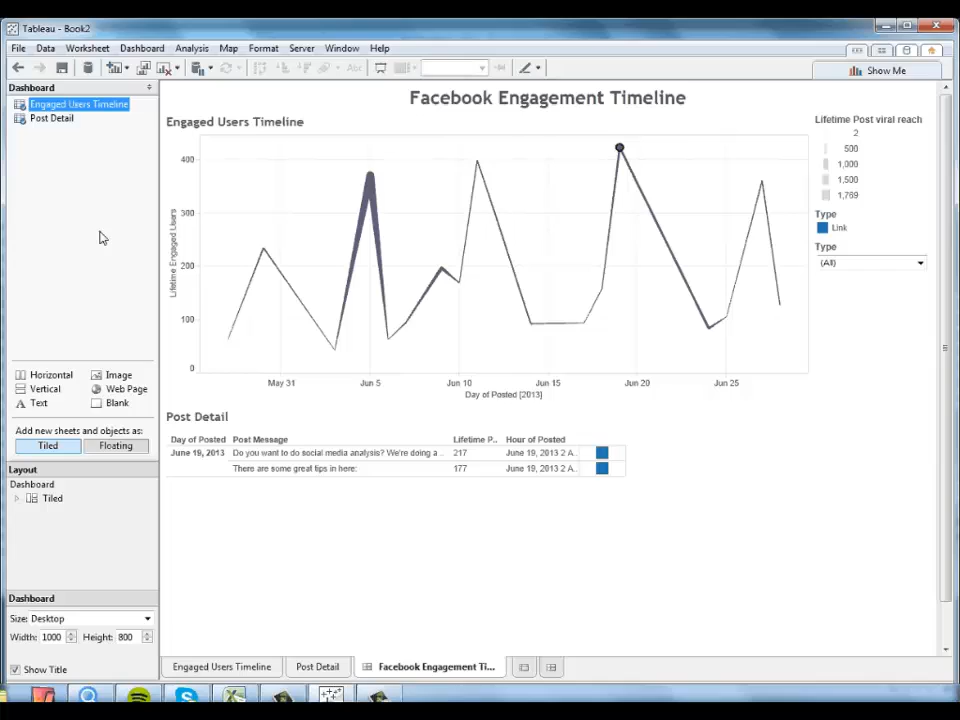 Tableau - Book2
File Data Worksheet Dashboard Analysis Map Format Server Window Help
Abc
Show Me
Dashboard
Engaged Users Timeline
Post Detail
Horizontal Image
Vertical Web Page
Text Blank
Add new sheets and objects as:
Tiled Floating
Layout
Dashboard
Tiled
Dashboard
Size: Desktop
Width: 1000 Height: 800
Show Title
Facebook Engagement Timeline
Engaged Users Timeline
Lifetime Engaged Users
400
300
200
100
0
May 31 Jun 5 Jun 10 Jun 15 Jun 20 Jun 25
Day of Posted [2013]
Lifetime Post viral reach
2
500
1,000
1,500
1,769
Type
Link
Type
(All)
Post Detail
Day of Posted Post Message Lifetime P.. Hour of Posted
June 19, 2013 Do you want to do social media analysis? We're doing a .. 217 June 19, 2013 2 A..
There are some great tips in here: 177 June 19, 2013 2 A..
Engaged Users Timeline Post Detail Facebook Engagement Ti...